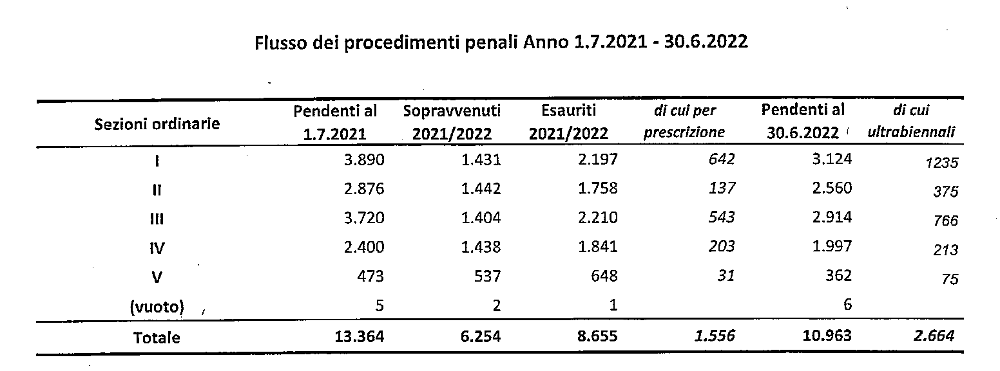 Flusso dei procedimenti penali Anno 1.7.2021 - 30.6.2022
Sezioni ordinarie Pendenti al 1.7.2021 Sopravvenuti 2021/2022 Esauriti 2021/2022 di cui per prescrizione Pendenti al 30.6.2022 di cui ultrabiennali
I 3.890 1.431 2.197 642 3.124 1235
II 2.876 1.442 1.758 137 2.560 375
III 3.720 1.404 2.210 543 2.914 766
IV 2.400 1.438 1.841 203 1.997 213
V 473 537 648 31 362 75
(vuoto) 5 2 1 6
Totale 13.364 6.254 8.655 1.556 10.963 2.664